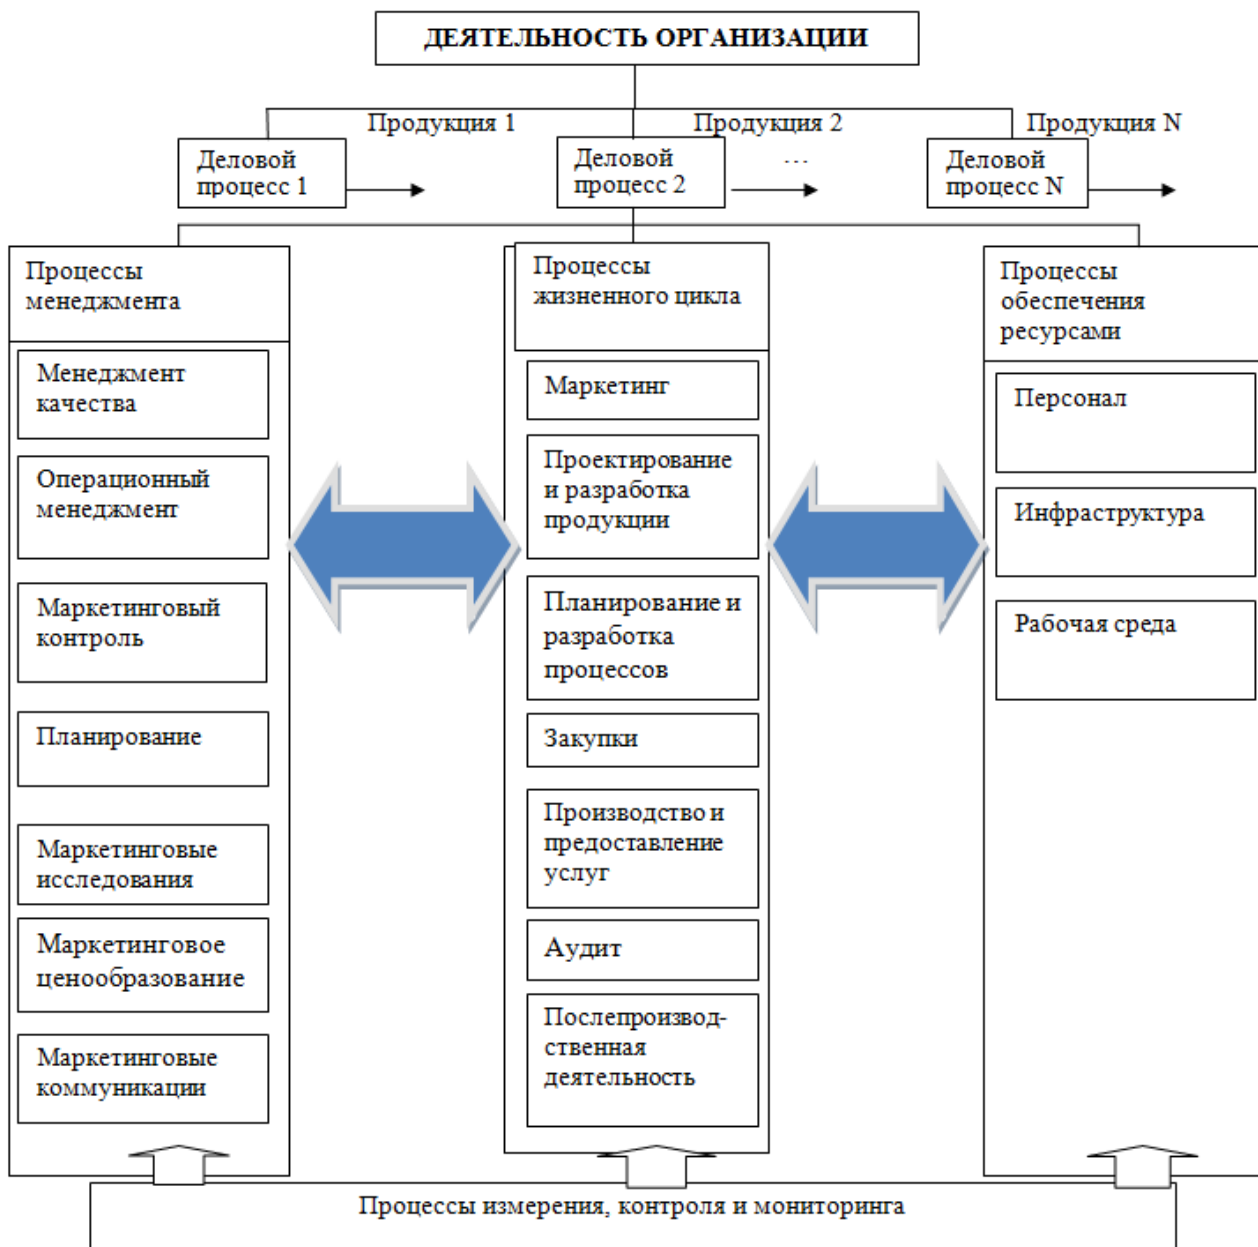 ДЕЯТЕЛЬНОСТЬ ОРГАНИЗАЦИИ
Продукция 1
Продукция 2
Продукция N
Деловой
процесс 1
Деловой
процесс 2
...
Деловой
процесс N
Процессы
менеджмента
Менеджмент
качества
Операционный
менеджмент
Маркетинговый
контроль
Планирование
Маркетинговые
исследования
Маркетинговое
ценообразование
Маркетинговые
коммуникации
Процессы
жизненного цикла
Маркетинг
Проектирование
и разработка
продукции
Планирование и
разработка
процессов
Закупки
Производство и
предоставление
услуг
Аудит
Послепроизвод-
ственная
деятельность
Процессы
обеспечения
ресурсами
Персонал
Инфраструктура
Рабочая среда
Процессы измерения, контроля и мониторинга